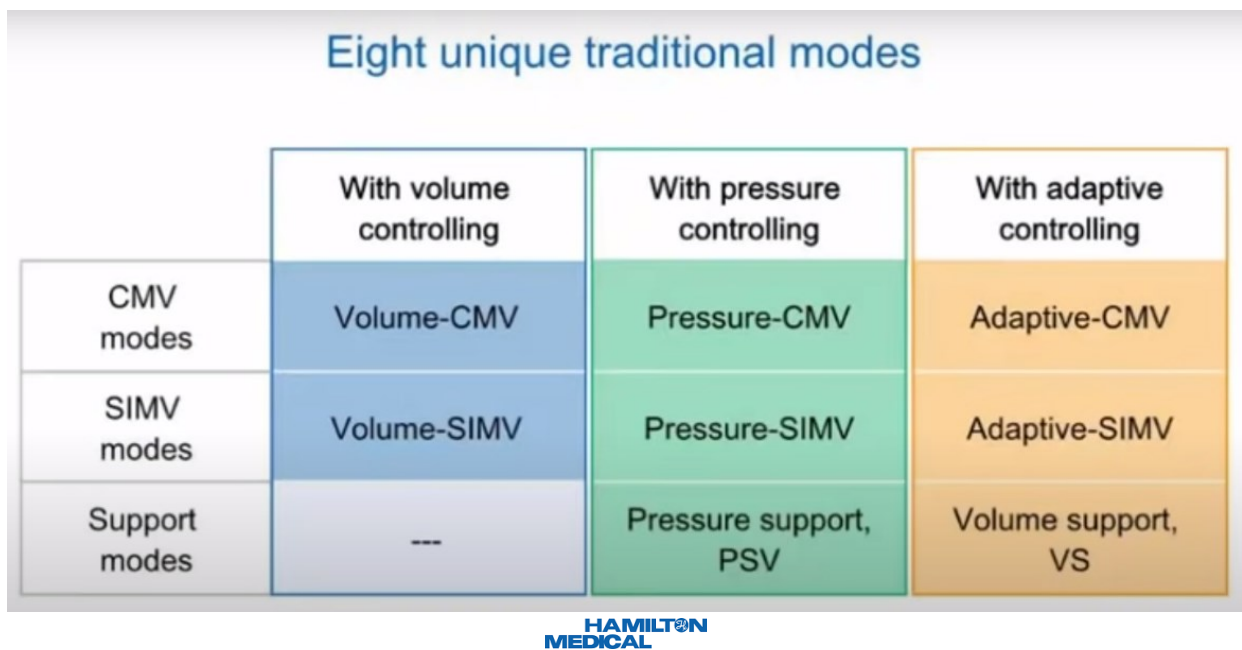 Eight unique traditional modes
With volume
controlling
With pressure
controlling
With adaptive
controlling
CMV
modes
Volume-CMV
Pressure-CMV
Adaptive-CMV
SIMV
modes
Volume-SIMV
Pressure-SIMV
Adaptive-SIMV
Support
modes
---
Pressure support,
PSV
Volume support,
VS
HAMILTON
MEDICAL